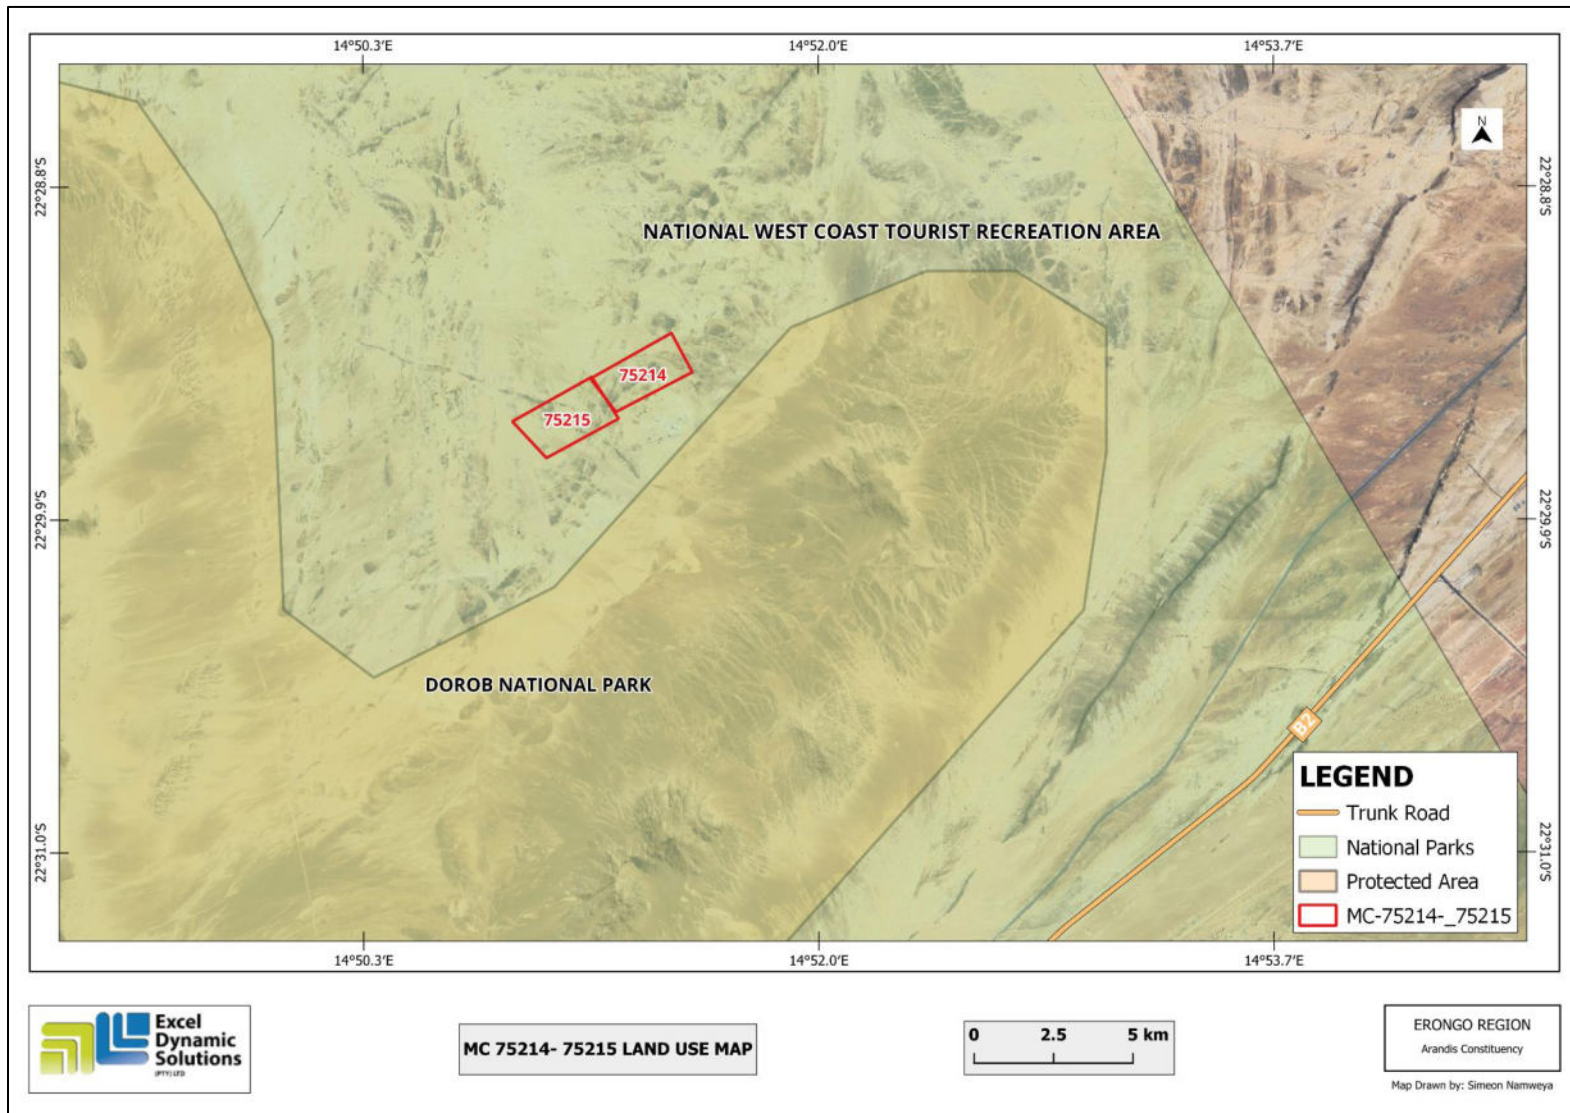 14°50.3'E
14°52.0'E
14°53.7'E
N
22°28.8'S
22°28.8'S
NATIONAL WEST COAST TOURIST RECREATION AREA
75214
75215
22°29.9'S
22°29.9'S
DOROB NATIONAL PARK
B2
LEGEND
Trunk Road
National Parks
Protected Area
MC-75214-_75215
22°31.0'S
22°31.0'S
14°50.3'E
14°52.0'E
14°53.7'E
Excel
Dynamic
Solutions
(PTY) LTD
MC 75214- 75215 LAND USE MAP
0 2.5 5 km
ERONGO REGION
Arandis Constituency
Map Drawn by: Simeon Namweya